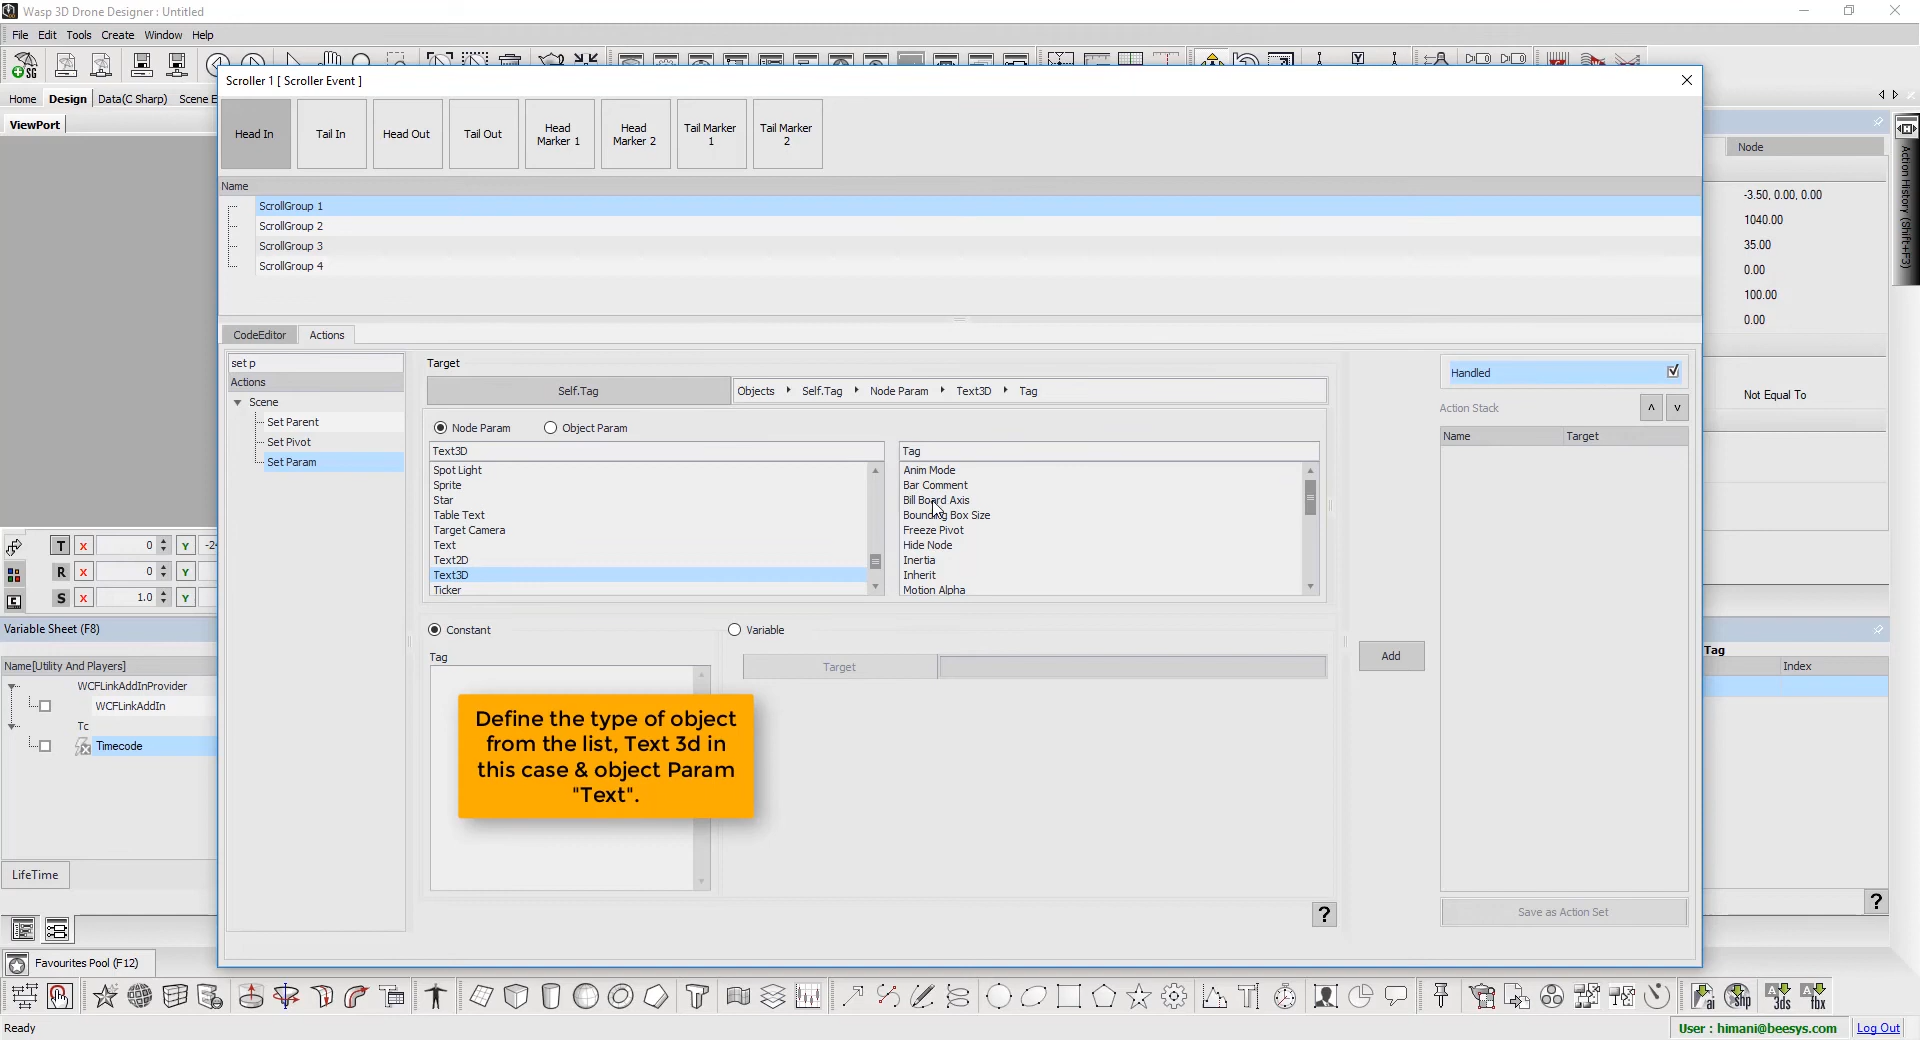 Wasp 3D Drone Designer : Untitled
File Edit Tools Create Window Help
SG
Home Design Data(C Sharp) Scene E
ViewPort
Scroller 1 [ Scroller Event ]
Head In
Tail In
Head Out
Tail Out
Head Marker 1
Head Marker 2
Tail Marker 1
Tail Marker 2
Name
ScrollGroup 1
ScrollGroup 2
ScrollGroup 3
ScrollGroup 4
CodeEditor Actions
set p
Actions
Scene
Set Parent
Set Pivot
Set Param
Target
Self.Tag
Objects Self.Tag Node Param Text3D Tag
Node Param Object Param
Text3D
Spot Light
Sprite
Star
Table Text
Target Camera
Text
Text2D
Text3D
Ticker
Tag
Anim Mode
Bar Comment
Bill Board Axis
Bounding Box Size
Freeze Pivot
Hide Node
Inertia
Inherit
Motion Alpha
Constant Variable
Tag
Target
Define the type of object
from the list, Text 3d in
this case & object Param
"Text".
Add
?
Handled
Action Stack
Name Target
Save as Action Set
Node
-3.50, 0.00, 0.00
1040.00
35.00
0.00
100.00
0.00
Not Equal To
Action History (Shift+F3)
T X 0 Y
R X 0 Y
S X 1.0 Y
Variable Sheet (F8)
Name[Utility And Players]
WCFLinkAddInProvider
WCFLinkAddIn
Tc
Timecode
LifeTime
Tag
Index
?
Favourites Pool (F12)
ai shp 3ds fbx
Ready
User : himani@beesys.com Log Out